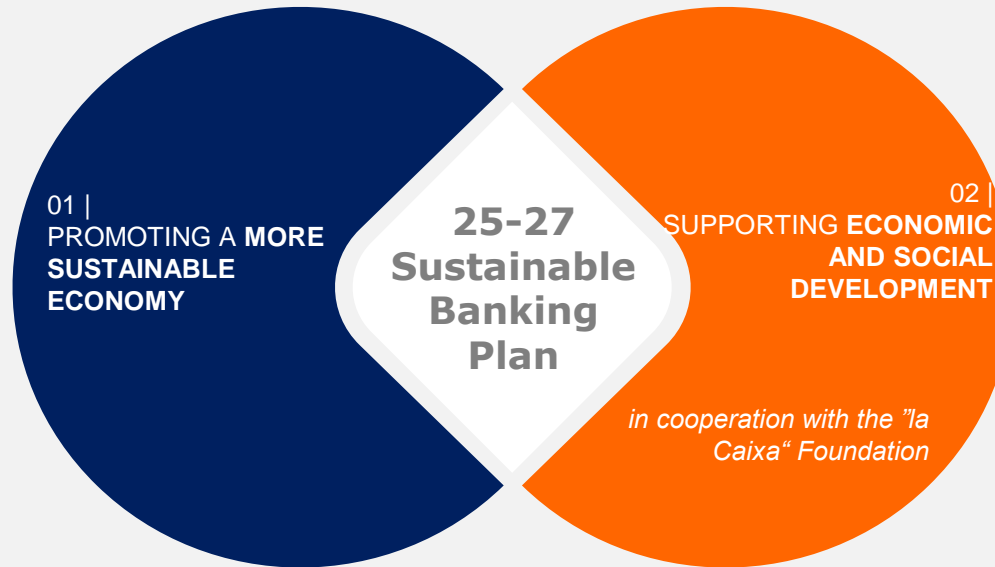 01 |
PROMOTING A MORE
SUSTAINABLE
ECONOMY
25-27
Sustainable
Banking
Plan
02 |
SUPPORTING ECONOMIC
AND SOCIAL
DEVELOPMENT
in cooperation with the ”la
Caixa“ Foundation